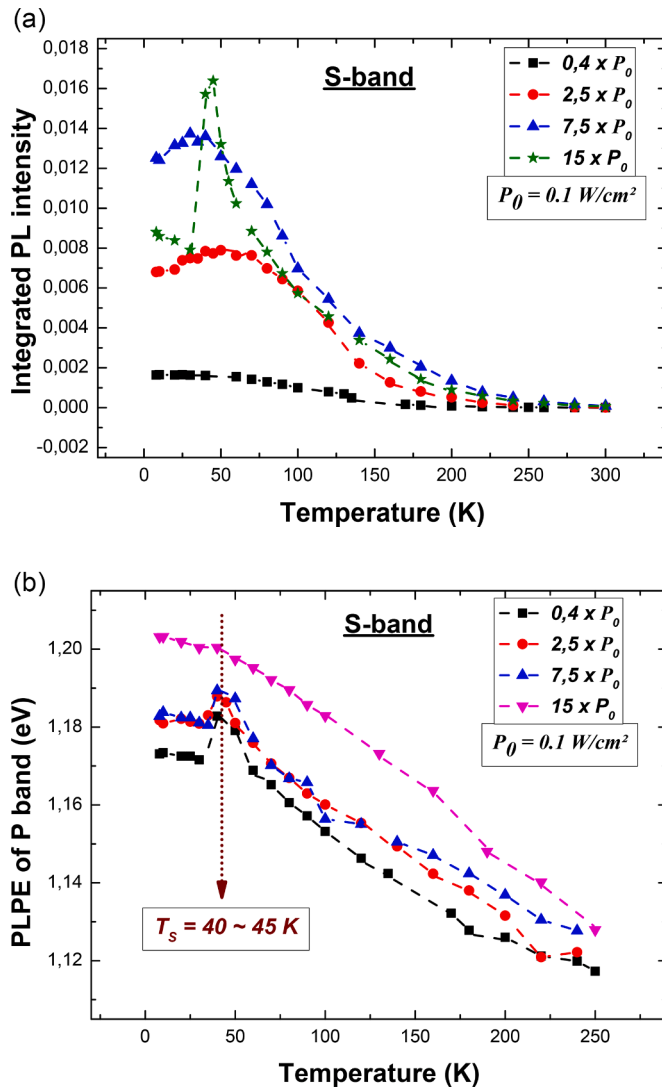 (a)
0,018
0,016
0,014
0,012
0,010
0,008
0,006
0,004
0,002
0,000
-0,002
Integrated PL intensity
S-band
0,4 x P0
2,5 x P0
7,5 x P0
15 x P0
P0 = 0.1 W/cm²
0 50 100 150 200 250 300
Temperature (K)
(b)
1,20
1,18
1,16
1,14
1,12
PLPE of P band (eV)
S-band
0,4 x P0
2,5 x P0
7,5 x P0
15 x P0
P0 = 0.1 W/cm²
TS = 40 ~ 45 K
0 50 100 150 200 250
Temperature (K)